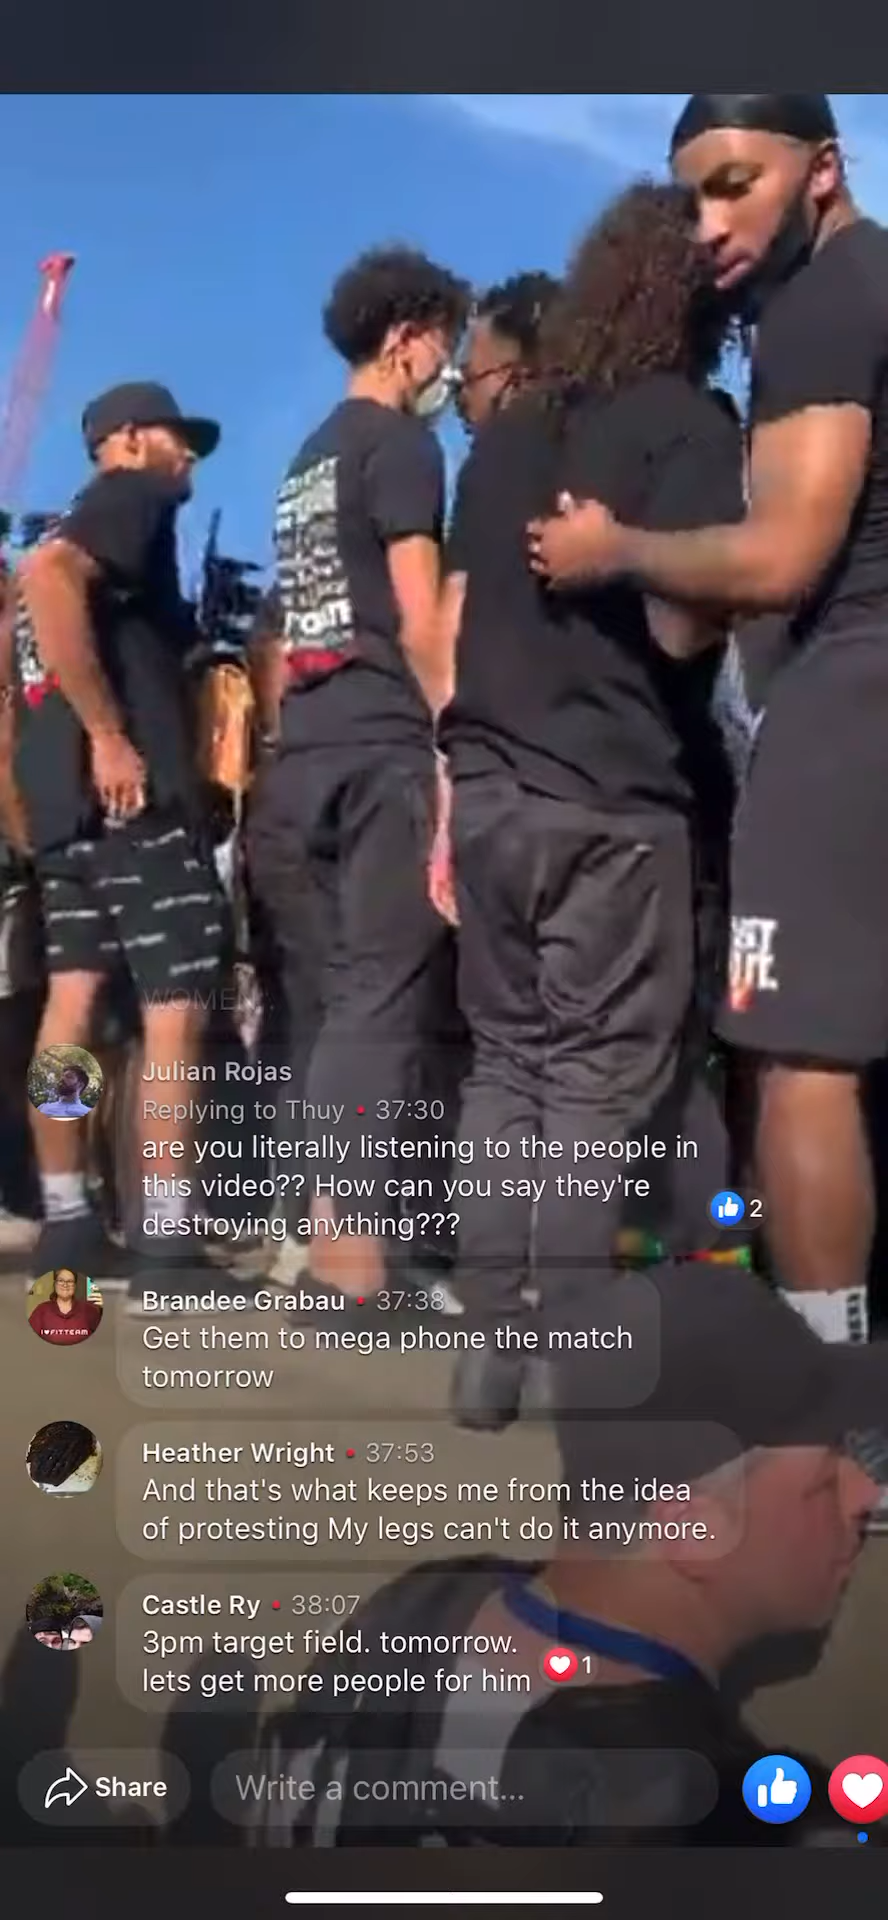 WOMEN.
Julian Rojas
Replying to Thuy • 37:30
are you literally listening to the people in
this video?? How can you say they're
destroying anything???
2
I♥FITTEAM
Brandee Grabau • 37:38
Get them to mega phone the match
tomorrow
Heather Wright • 37:53
And that's what keeps me from the idea
of protesting My legs can't do it anymore.
Castle Ry • 38:07
3pm target field. tomorrow.
lets get more people for him
1
Share
Write a comment...